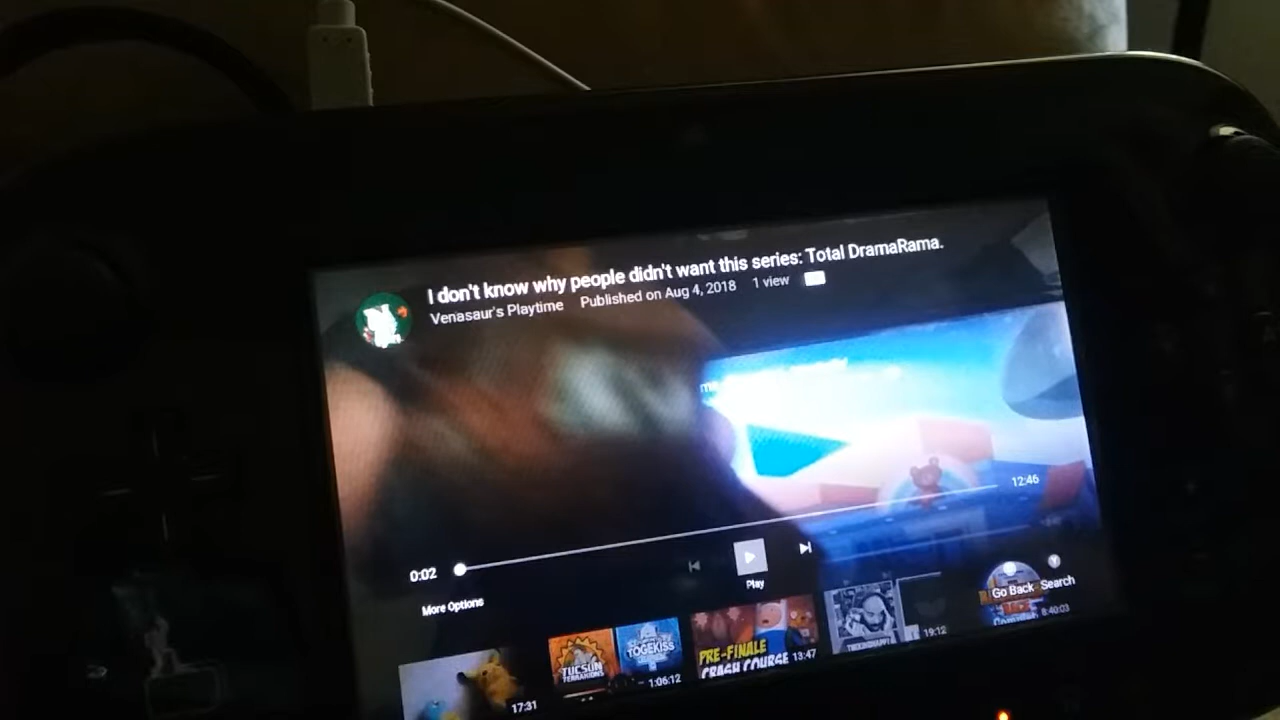 I don't know why people didn't want this series: Total DramaRama.
Venasaur's Playtime Published on Aug 4, 2018 1 view
12:46
0:02
Play
More Options
Go Back Search
17:31
TUCSON
TERRARIONS
TOGEKISS
1:06:12
PRE-FINALE
CRASH COURSE
13:47
19:12
8:40:03